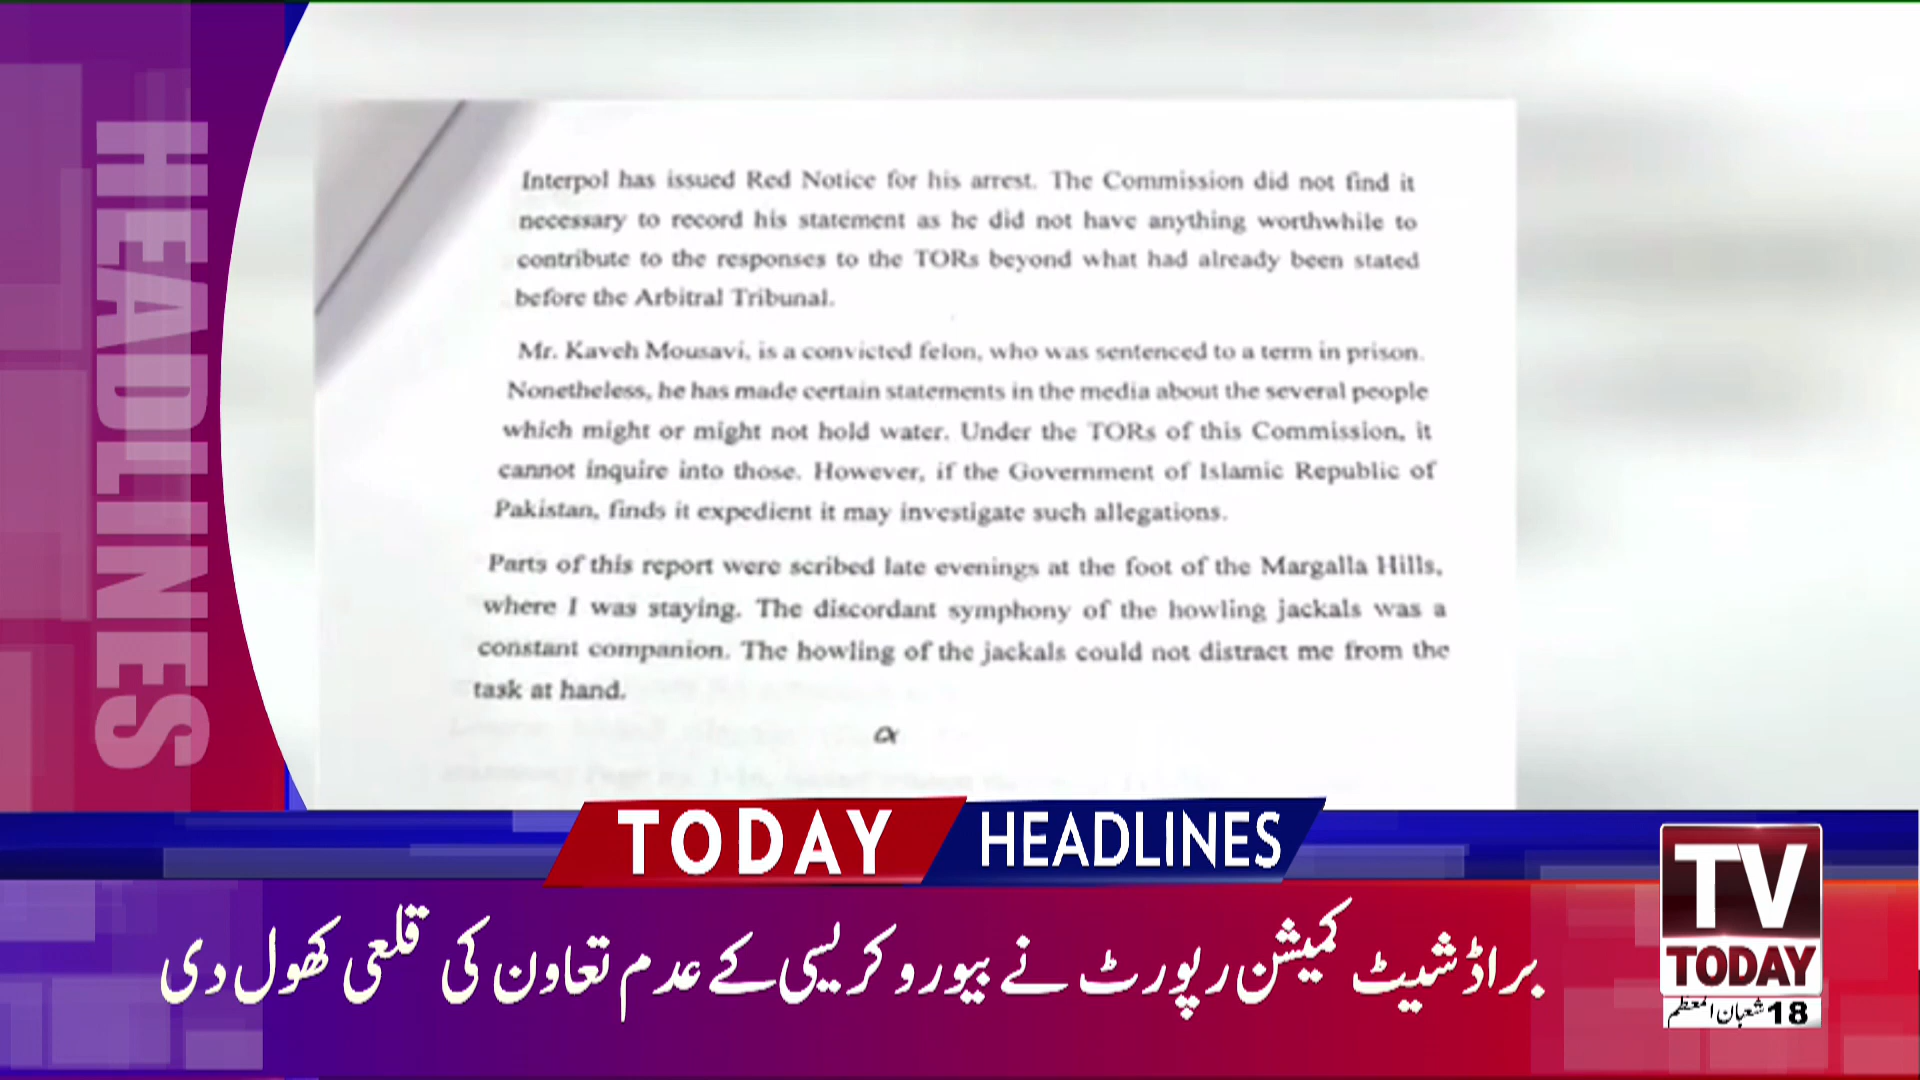 HEADLINES
Interpol has issued Red Notice for his arrest. The Commission did not find it
necessary to record his statement as he did not have anything worthwhile to
contribute to the responses to the TORs beyond what had already been stated
before the Arbitral Tribunal.
Mr. Kaveh Mousavi, is a convicted felon, who was sentenced to a term in prison.
Nonetheless, he has made certain statements in the media about the several people
which might or might not hold water. Under the TORs of this Commission, it
cannot inquire into those. However, if the Government of Islamic Republic of
Pakistan, finds it expedient it may investigate such allegations.
Parts of this report were scribed late evenings at the foot of the Margalla Hills,
where I was staying. The discordant symphony of the howling jackals was a
constant companion. The howling of the jackals could not distract me from the
task at hand.
TODAY HEADLINES
براڈ شیٹ کمیشن رپورٹ نے بیورو کریسی کے عدم تعاون کی قلعی کھول دی
TV
TODAY
18 شعبان المعظم